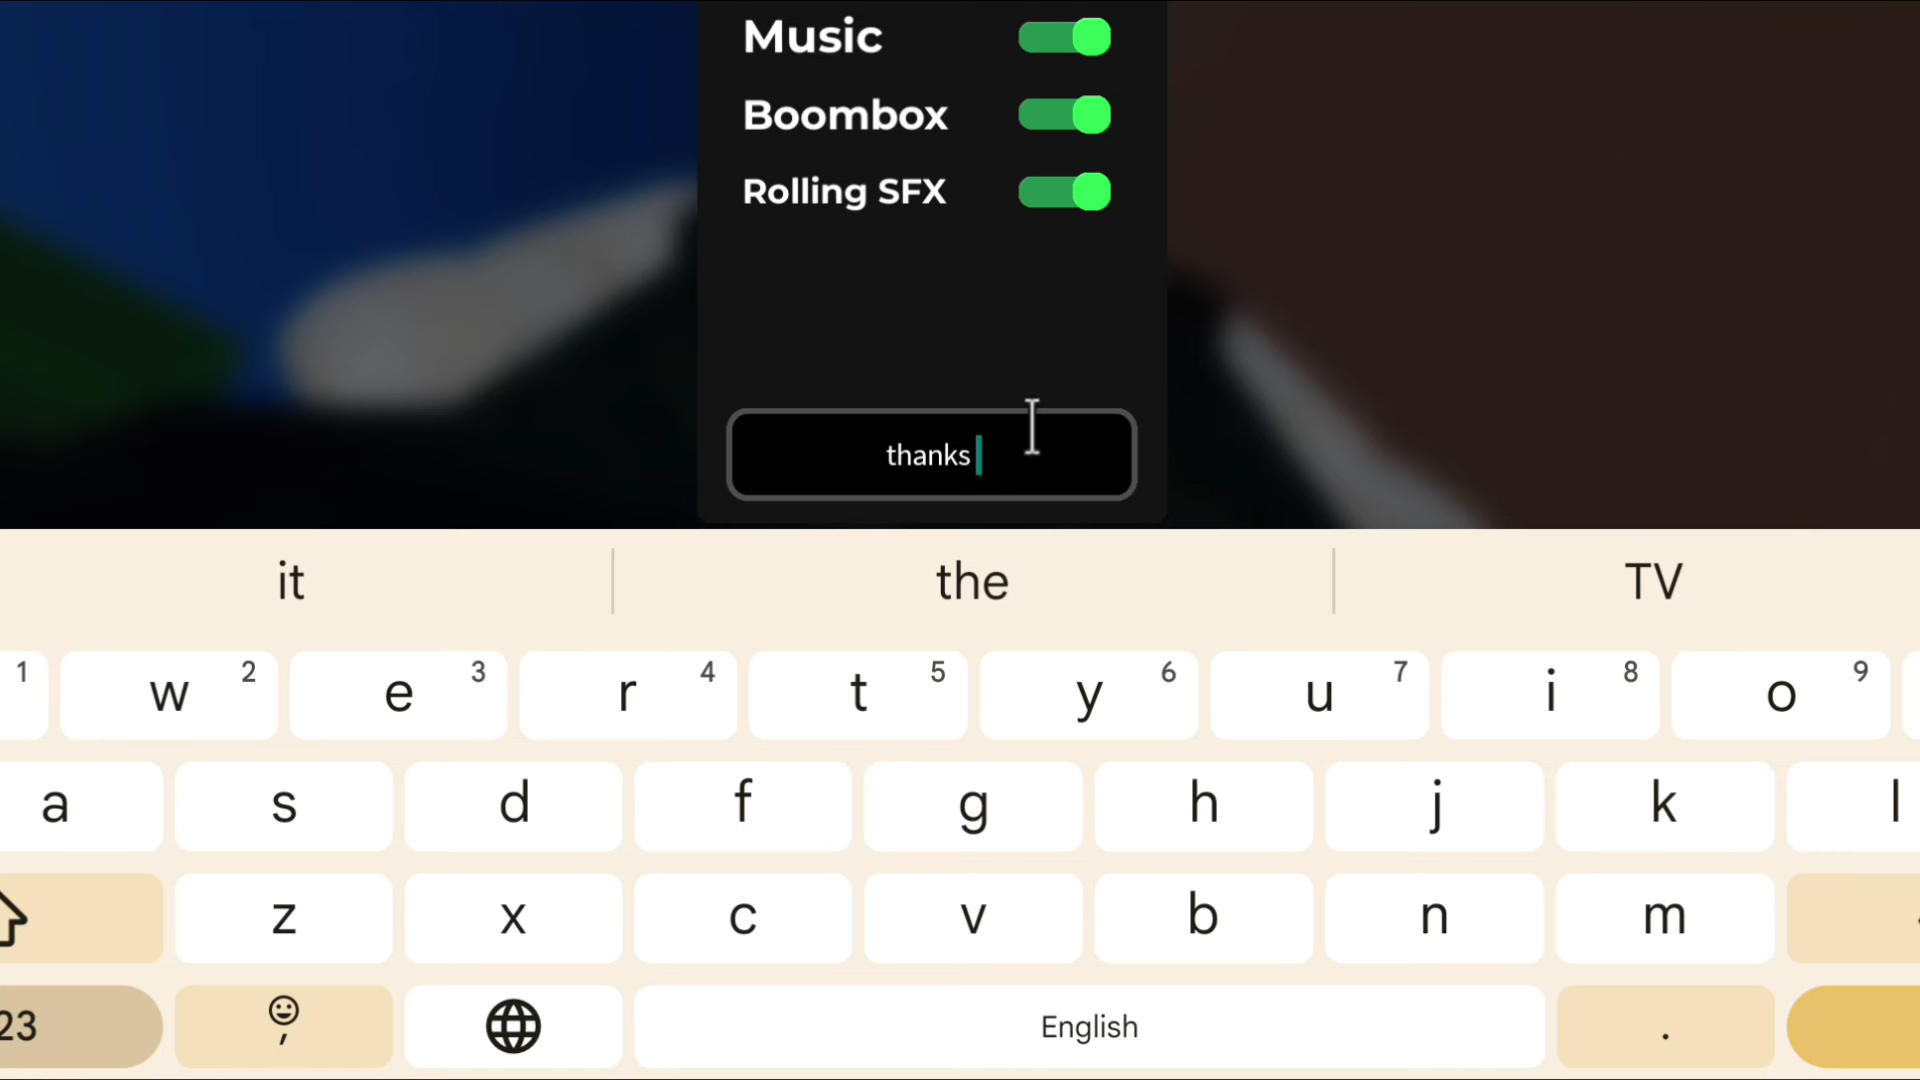 Music
Boombox
Rolling SFX
thanks
it the TV
1 w 2 e 3 r 4 t 5 y 6 u 7 i 8 o 9
a s d f g h j k l
z x c v b n m
23 , English .